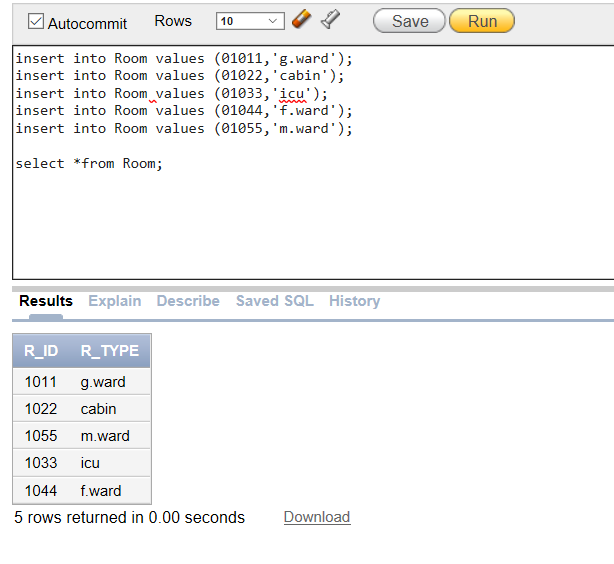 Autocommit Rows 10 Save Run
insert into Room values (01011,'g.ward');
insert into Room values (01022,'cabin');
insert into Room values (01033,'icu');
insert into Room values (01044,'f.ward');
insert into Room values (01055,'m.ward');
select *from Room;
Results Explain Describe Saved SQL History
R_ID R_TYPE
1011 g.ward
1022 cabin
1055 m.ward
1033 icu
1044 f.ward
5 rows returned in 0.00 seconds Download